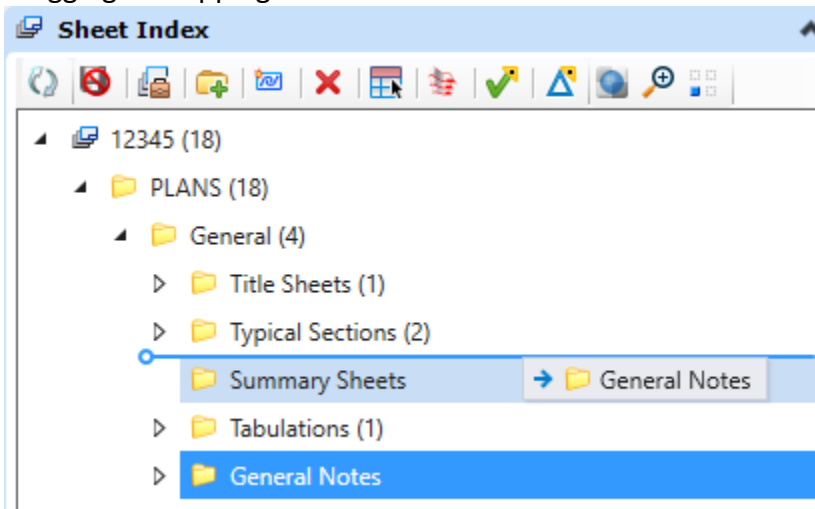 Sheet Index
12345 (18)
PLANS (18)
General (4)
Title Sheets (1)
Typical Sections (2)
Summary Sheets → General Notes
Tabulations (1)
General Notes